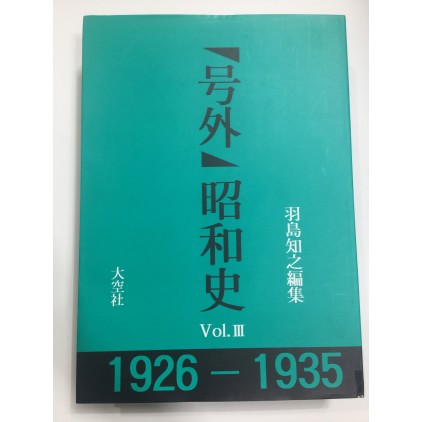 【号外】昭和史
Vol.Ⅲ
羽島知之編集
大空社
1926－1935